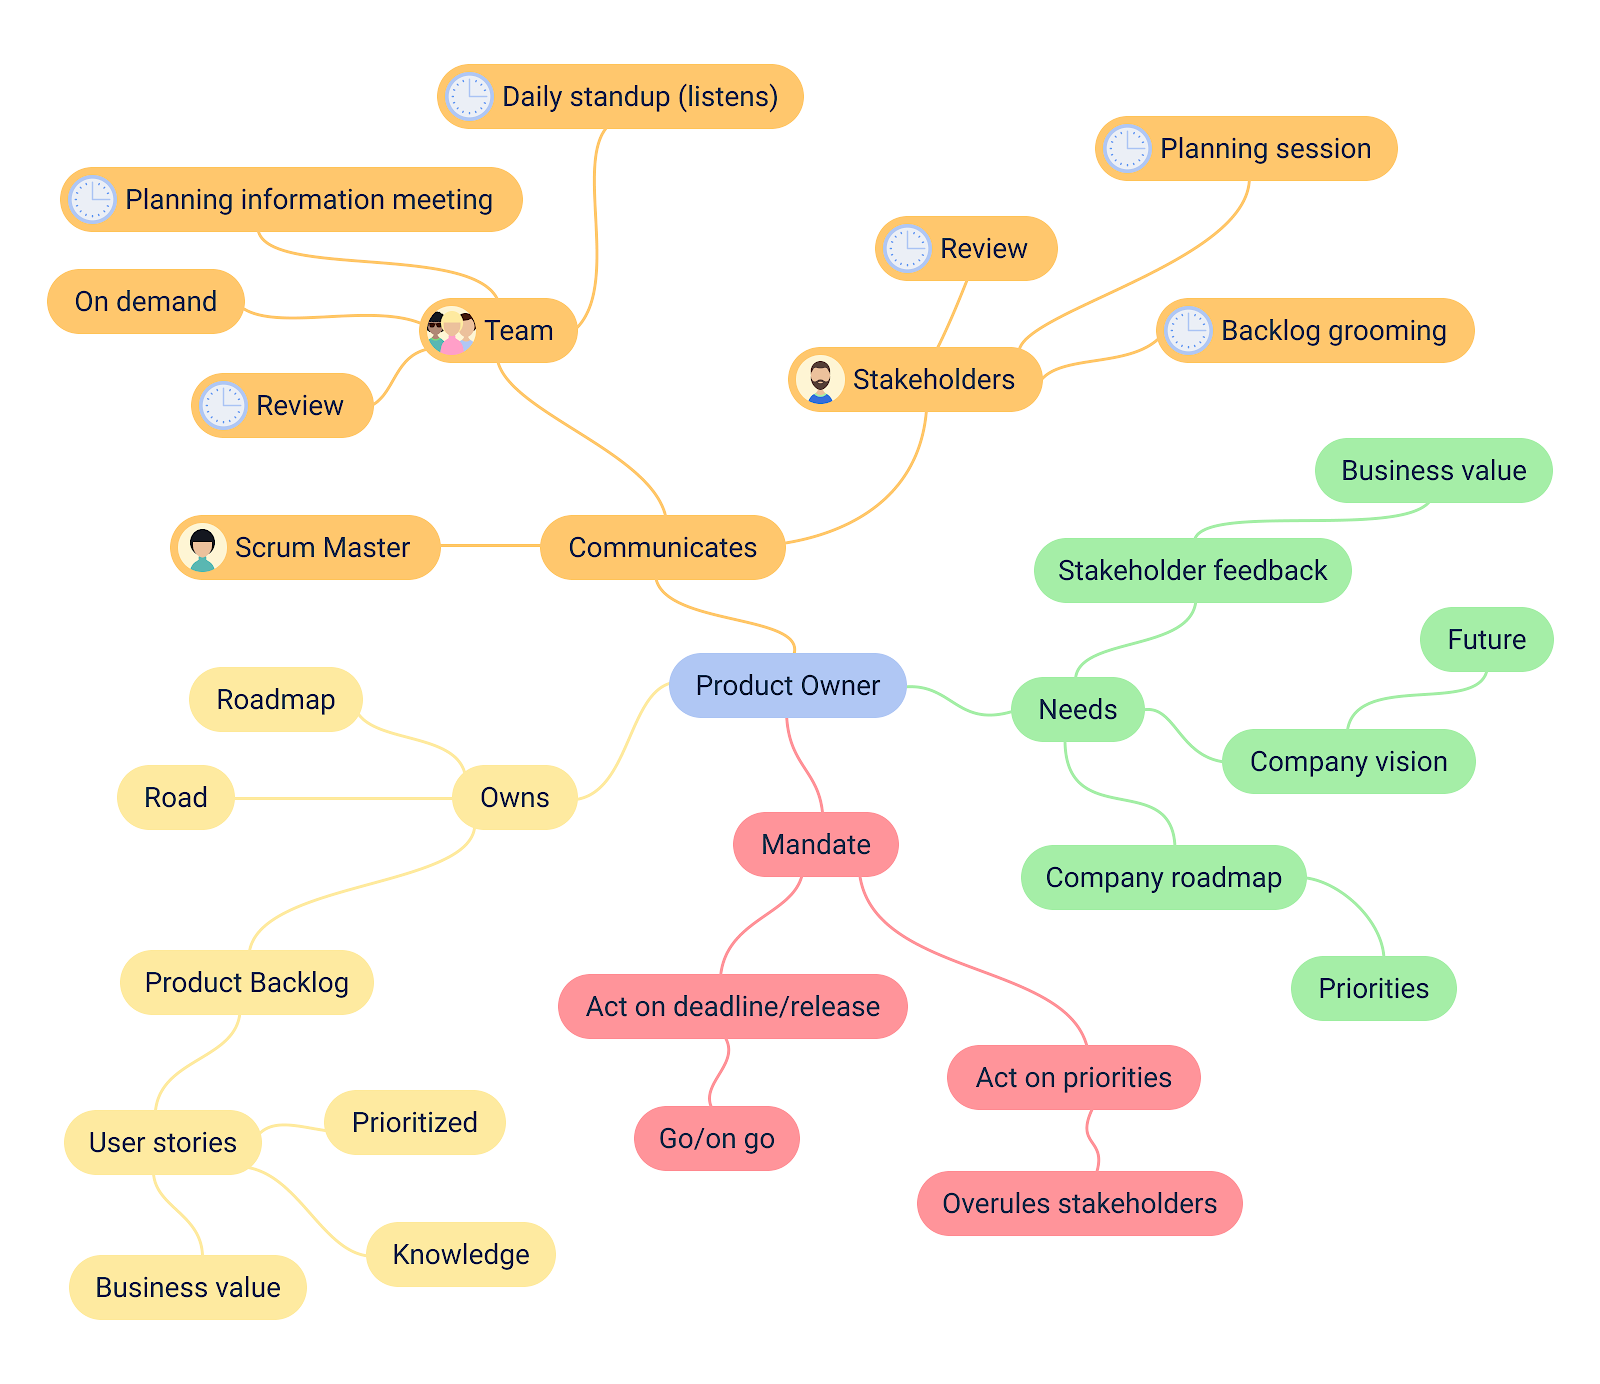 Daily standup (listens)
Planning session
Planning information meeting
Review
On demand
Team
Backlog grooming
Stakeholders
Review
Business value
Scrum Master
Communicates
Stakeholder feedback
Future
Product Owner
Roadmap
Needs
Company vision
Road
Owns
Mandate
Company roadmap
Product Backlog
Priorities
Act on deadline/release
Act on priorities
Prioritized
User stories
Go/on go
Overules stakeholders
Knowledge
Business value